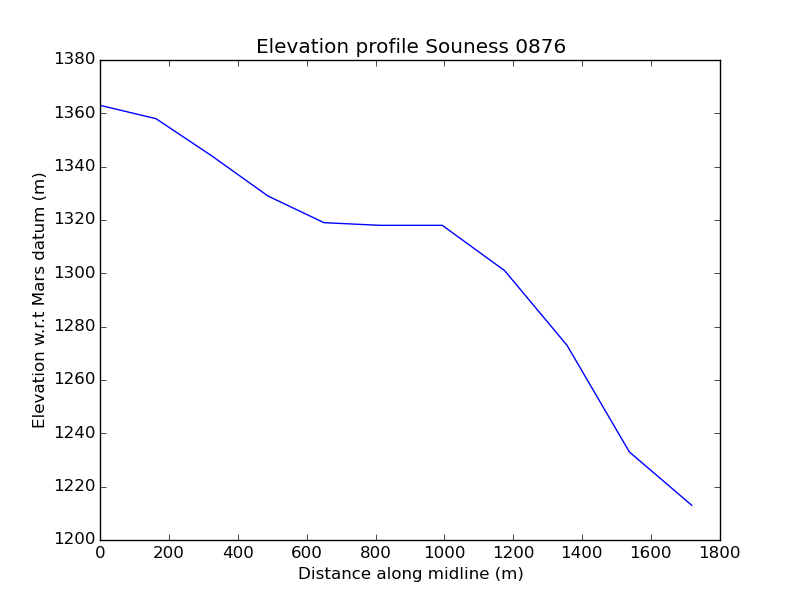 Elevation profile Souness 0876
1380
1360
1340
1320
1300
1280
1260
1240
1220
1200
Elevation w.r.t Mars datum (m)
0 200 400 600 800 1000 1200 1400 1600 1800
Distance along midline (m)